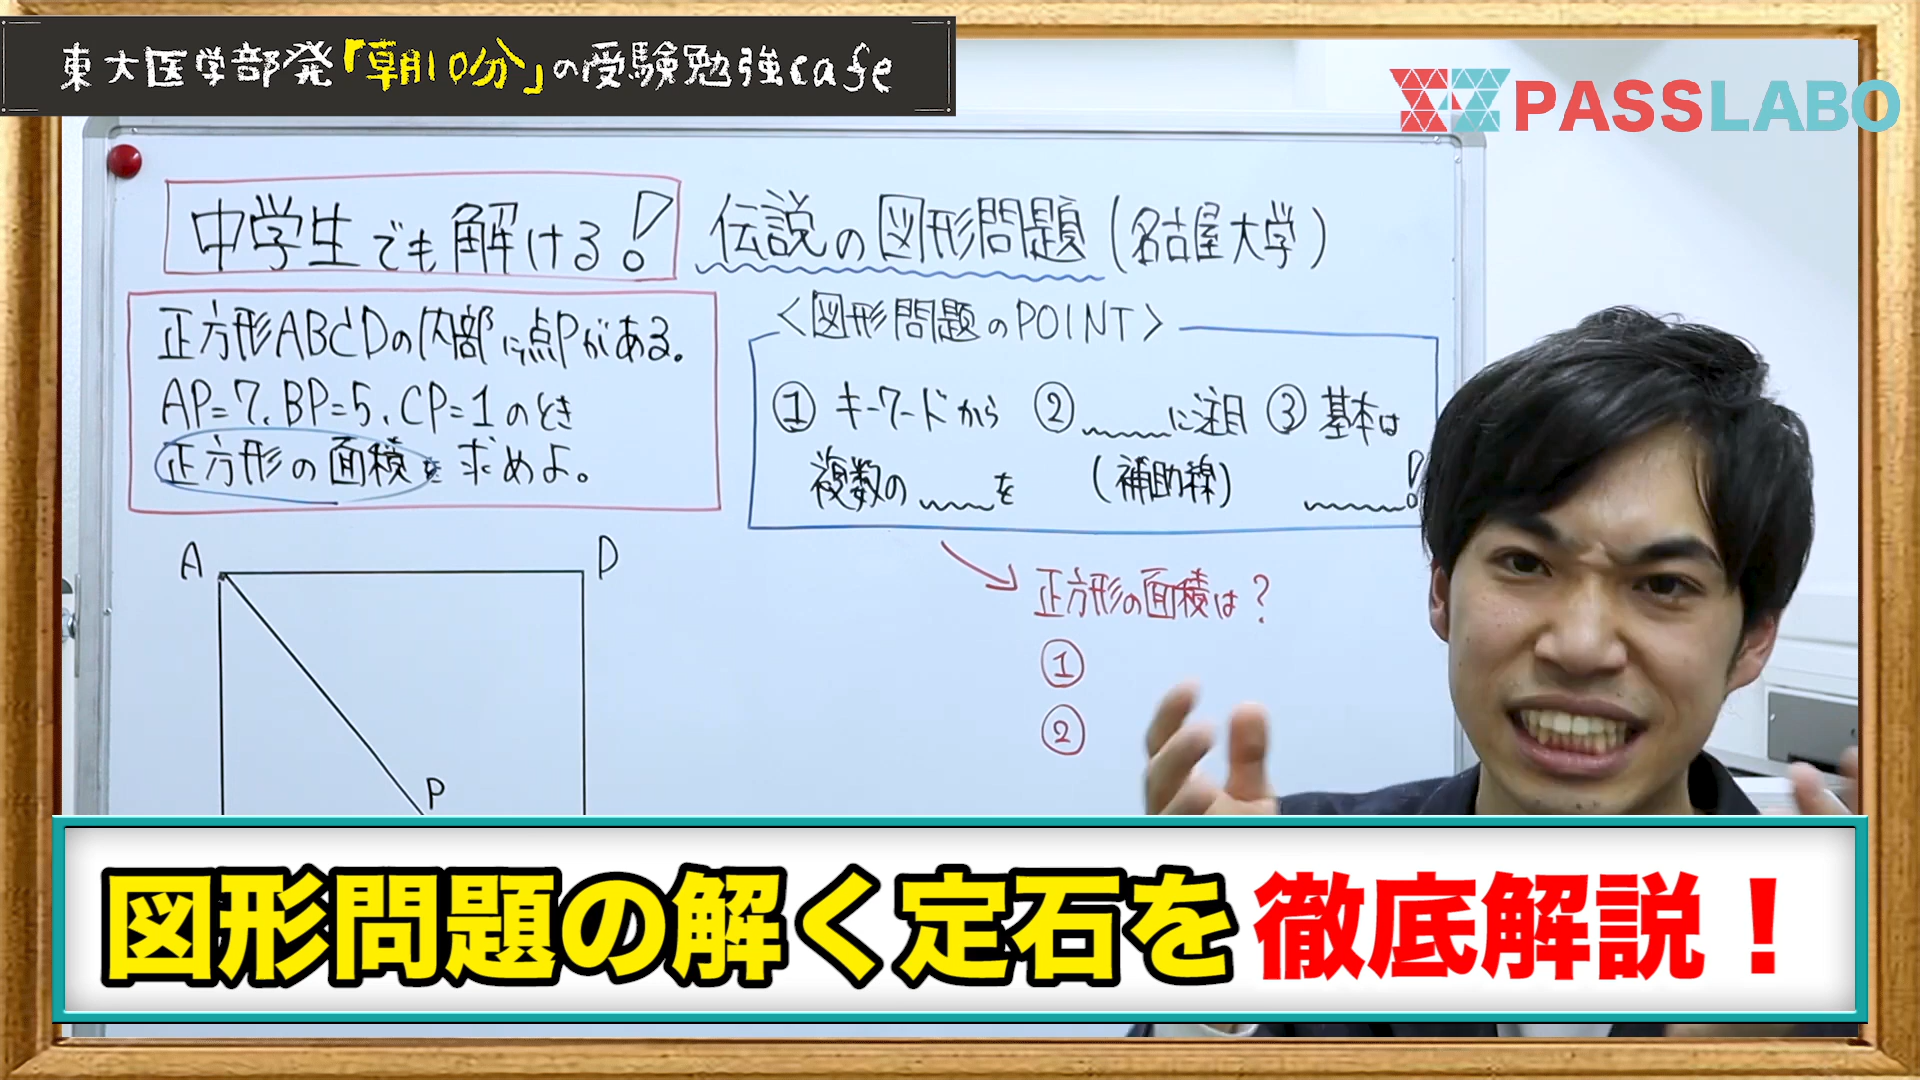 東大医学部発「朝10分」の受験勉強cafe
PASSLABO
中学生でも解ける!
伝説の図形問題(名古屋大学)
正方形ABCDの内部に点Pがある。
AP=7、BP=5、CP=1のとき
正方形の面積を求めよ。
<図形問題のPOINT>
① キーワードから
複数の を
② に注目
(補助線)
③ 基本は
!
正方形の面積は?
①
②
A
D
P
図形問題の解く定石を徹底解説!